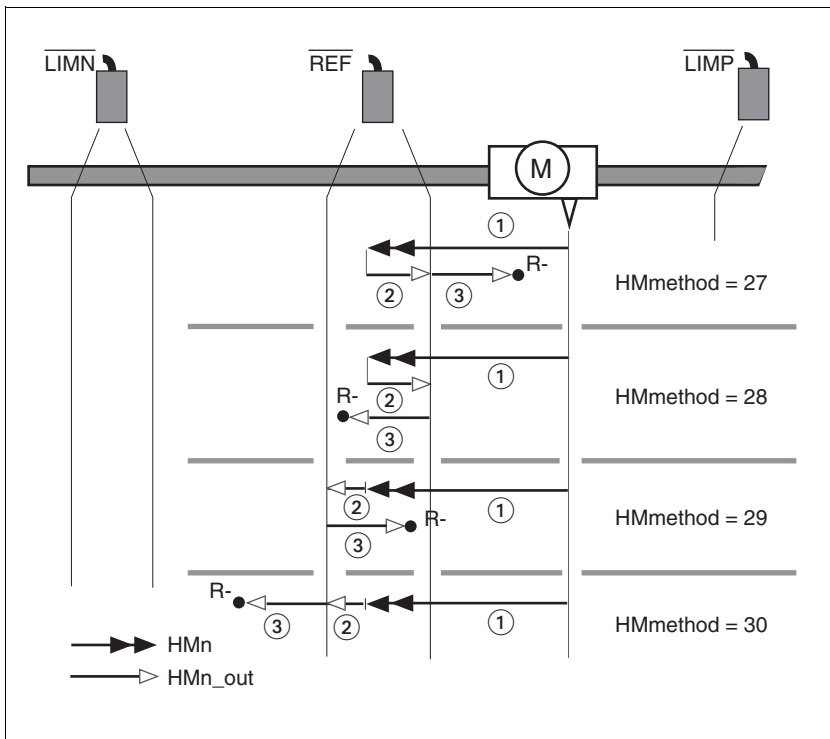 LIMN REF LIMP
M
1
R-
2 3
HMmethod = 27
1
2
R-
3
HMmethod = 28
2 1
R-
3
HMmethod = 29
R-
3 2 1
HMmethod = 30
HMn
HMn_out